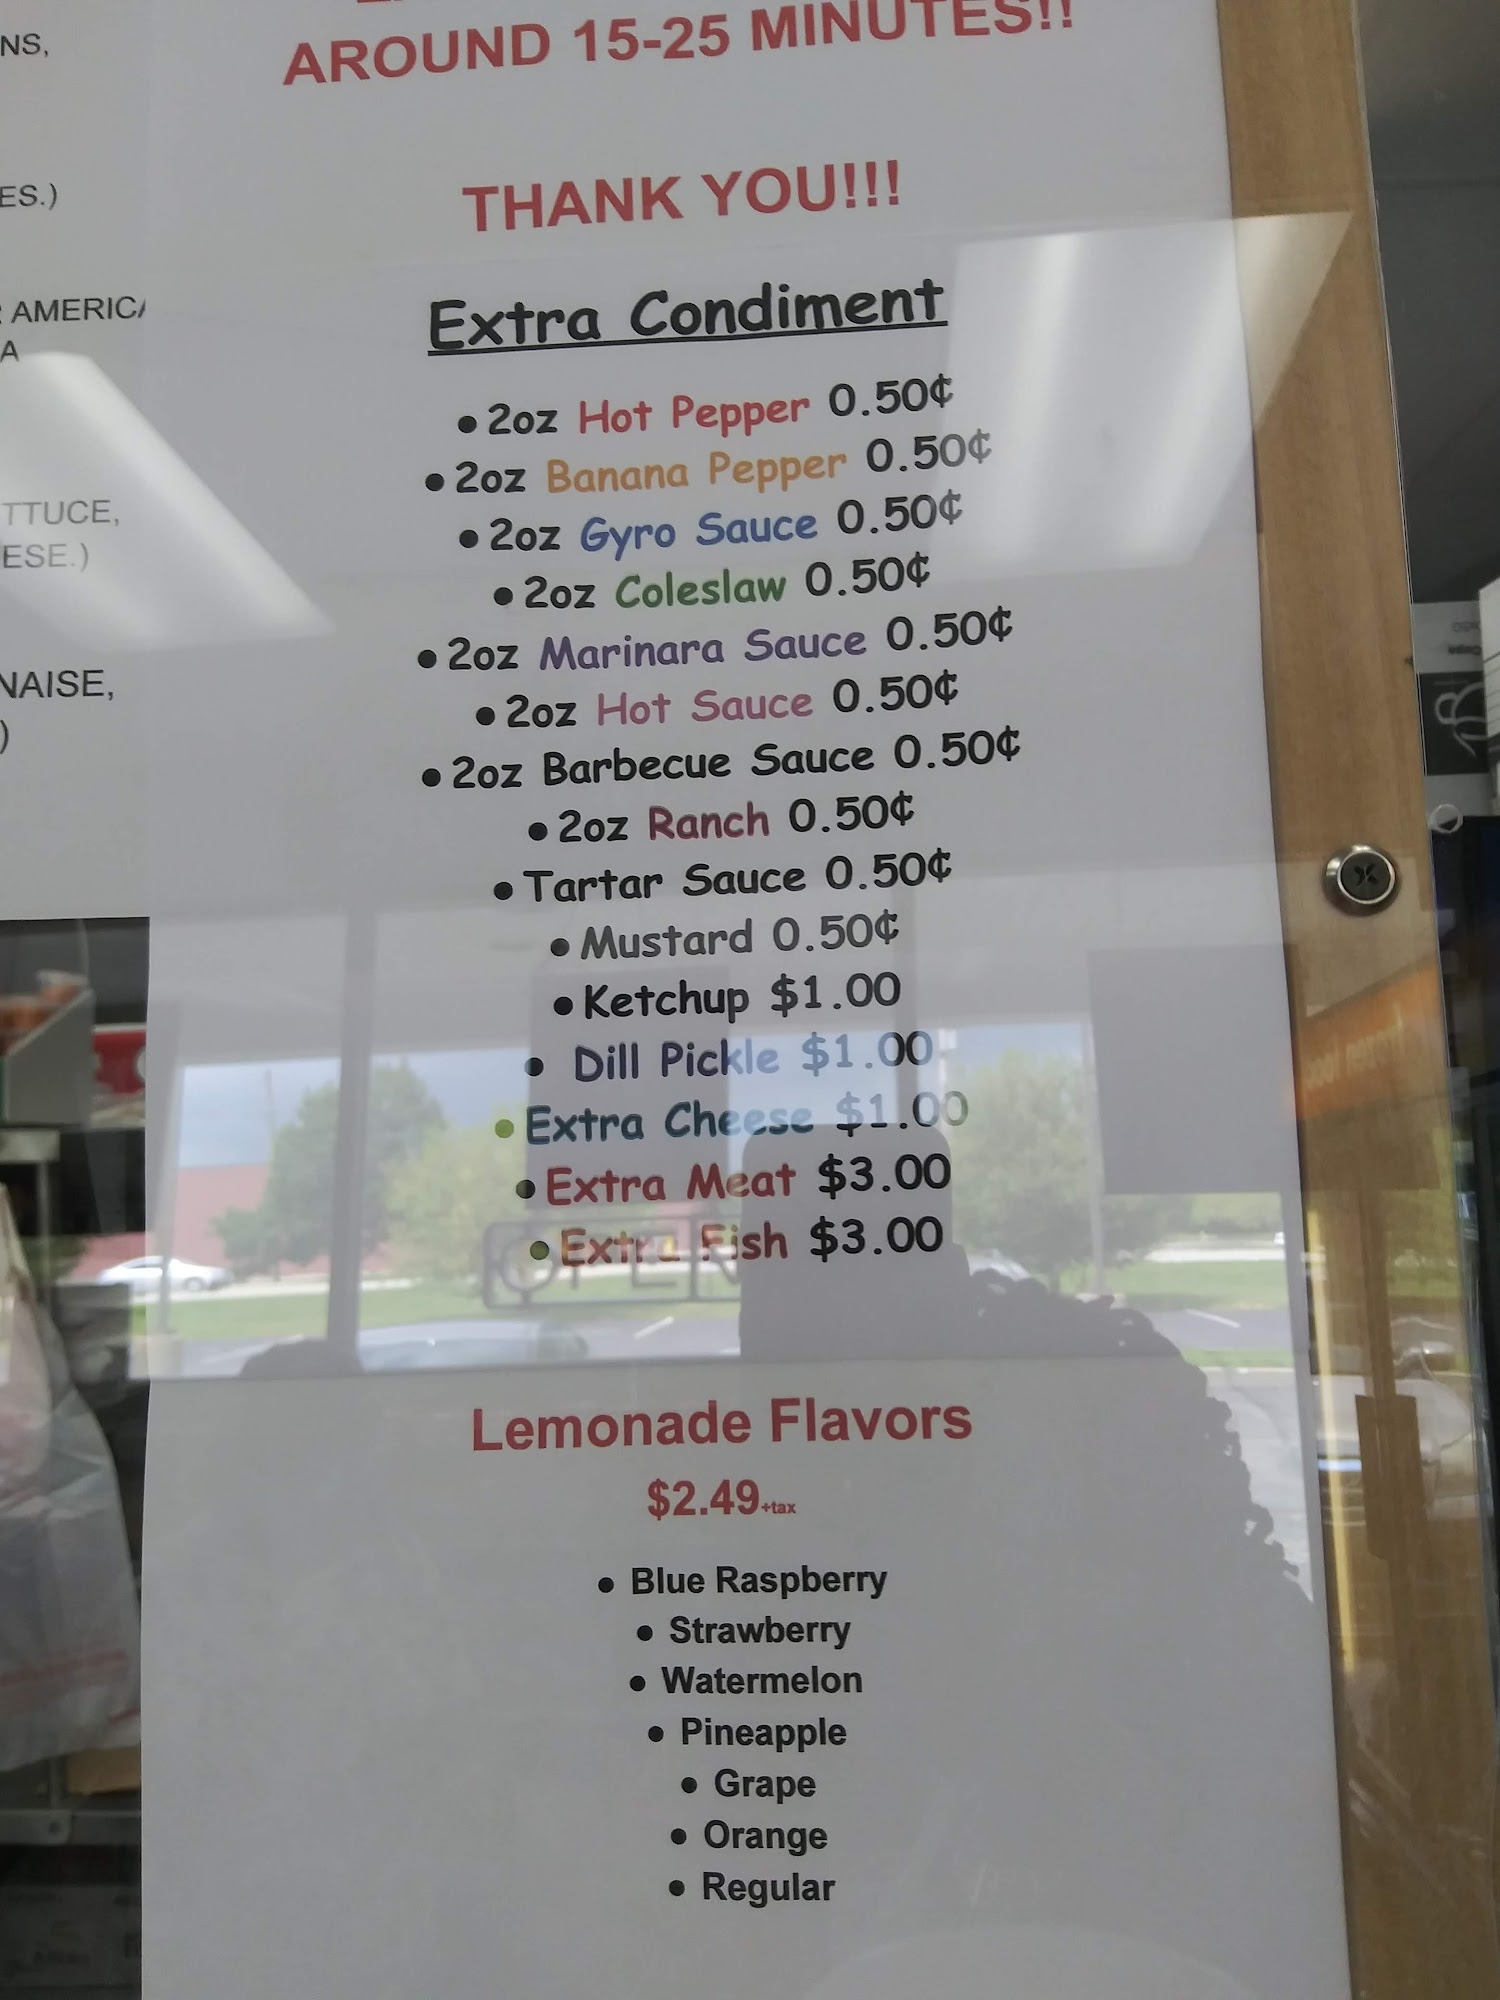 AROUND 15-25 MINUTES!!
THANK YOU!!!
Extra Condiment
• 2oz Hot Pepper 0.50¢
• 2oz Banana Pepper 0.50¢
• 2oz Gyro Sauce 0.50¢
• 2oz Coleslaw 0.50¢
• 2oz Marinara Sauce 0.50¢
• 2oz Hot Sauce 0.50¢
• 2oz Barbecue Sauce 0.50¢
• 2oz Ranch 0.50¢
• Tartar Sauce 0.50¢
• Mustard 0.50¢
• Ketchup $1.00
• Dill Pickle $1.00
• Extra Cheese $1.00
• Extra Meat $3.00
• Extra Fish $3.00
Lemonade Flavors
$2.49+tax
• Blue Raspberry
• Strawberry
• Watermelon
• Pineapple
• Grape
• Orange
• Regular
NS,
ES.)
AMERICA
A
TTUCE,
ESE.)
NAISE,
)
OPEN